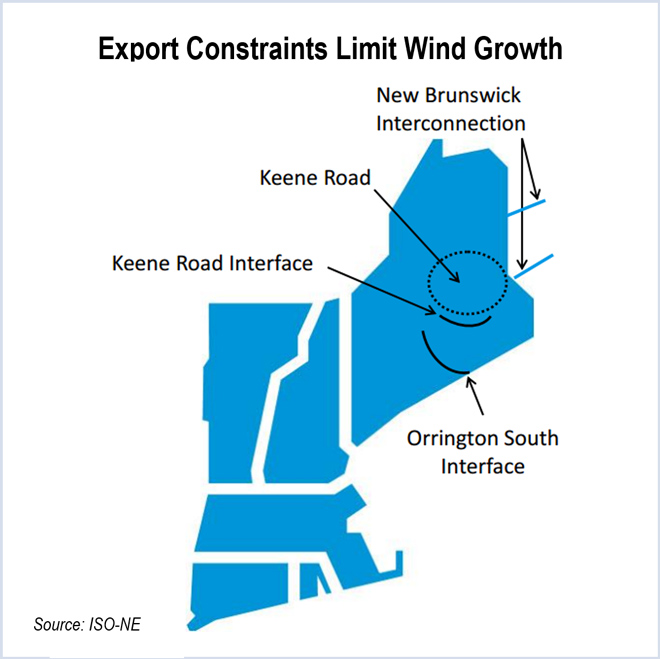 Export Constraints Limit Wind Growth
New Brunswick
Interconnection
Keene Road
Keene Road Interface
Orrington South
Interface
Source: ISO-NE